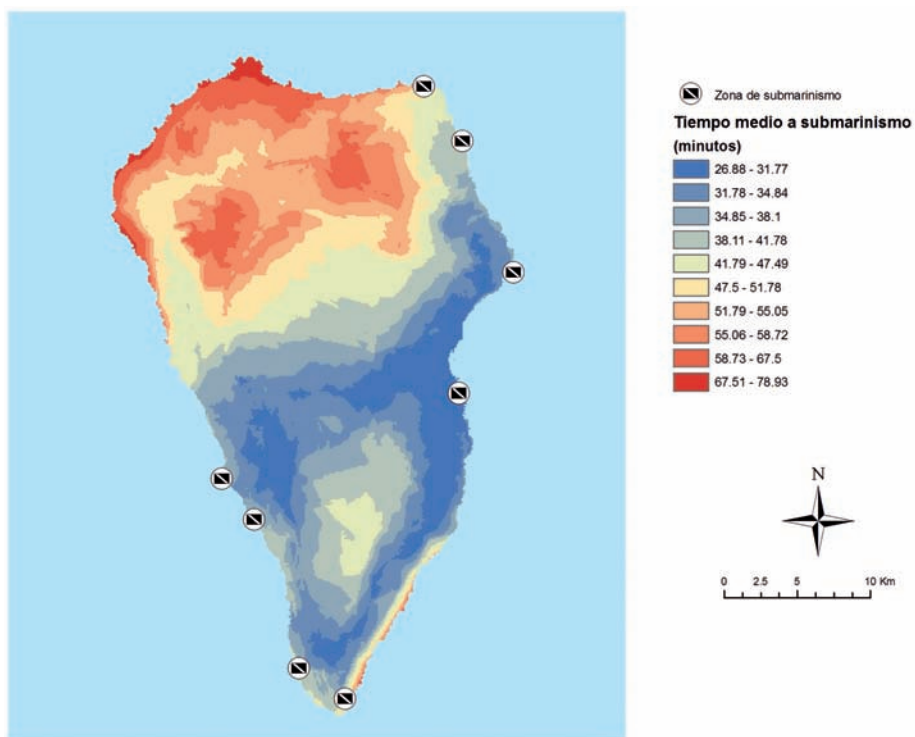 Zona de submarinismo
Tiempo medio a submarinismo
(minutos)
26.88 - 31.77
31.78 - 34.84
34.85 - 38.1
38.11 - 41.78
41.79 - 47.49
47.5 - 51.78
51.79 - 55.05
55.06 - 58.72
58.73 - 67.5
67.51 - 78.93
N
0 2.5 5 10 Km